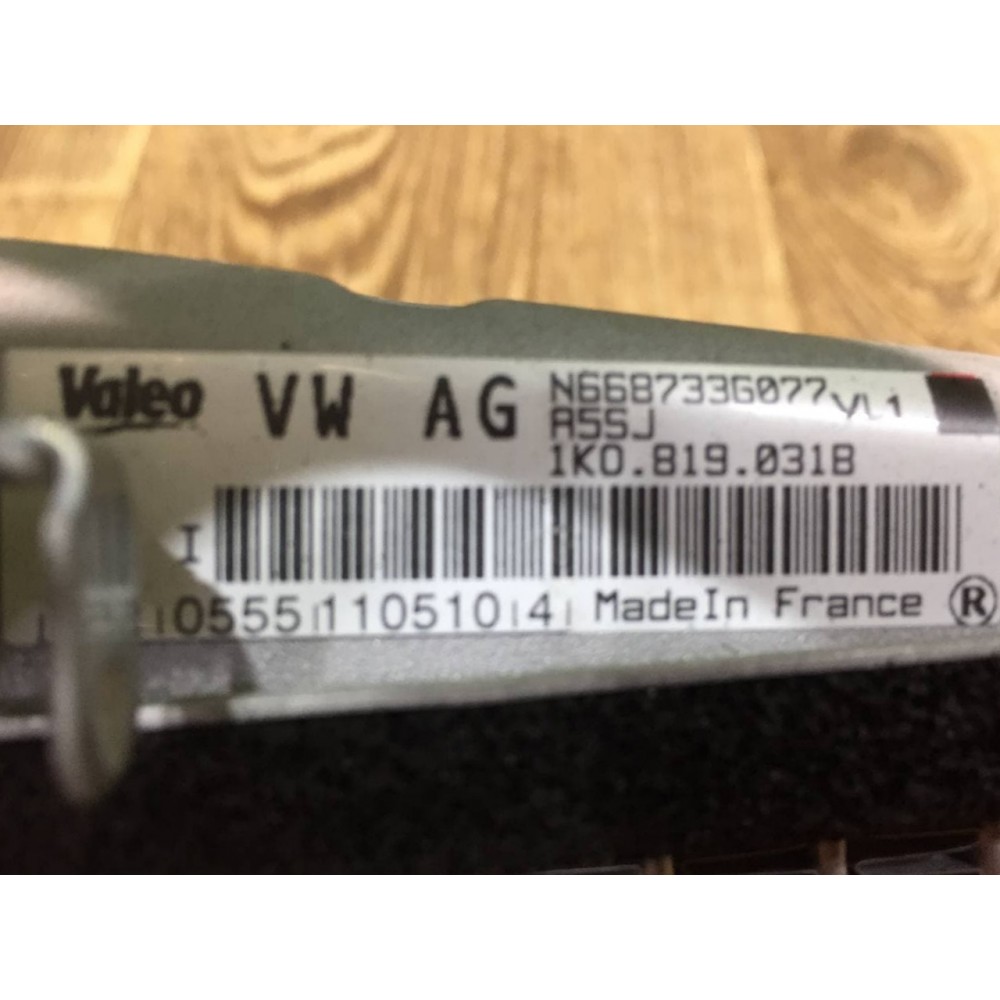 Valeo VW AG N668733G077 VL1
A5SJ
1K0.819.031B
I
0555 110510 4 MadeIn France ®